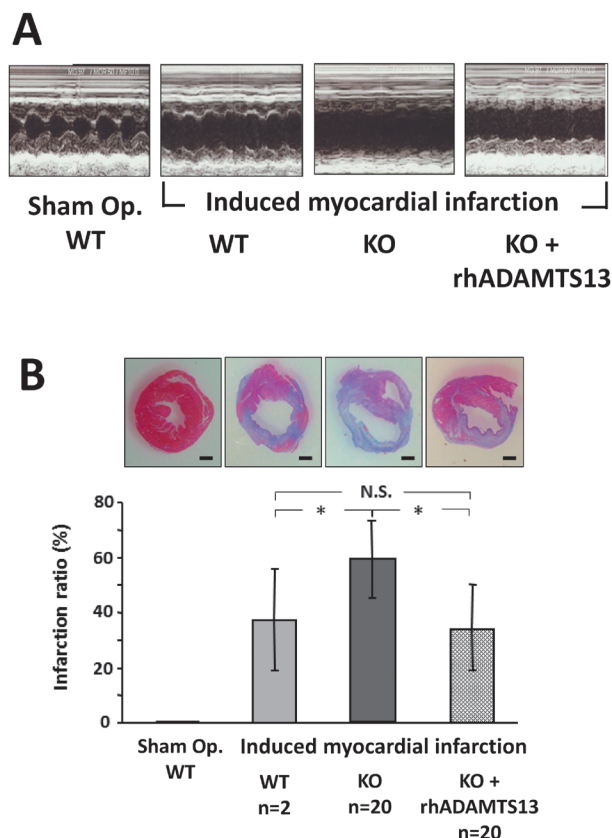 A
Sham Op.
WT
Induced myocardial infarction
WT
KO
KO +
rhADAMTS13
B
N.S.
*
*
80
60
40
20
0
Infarction ratio (%)
Sham Op.
WT
Induced myocardial infarction
WT
n=2
KO
n=20
KO +
rhADAMTS13
n=20